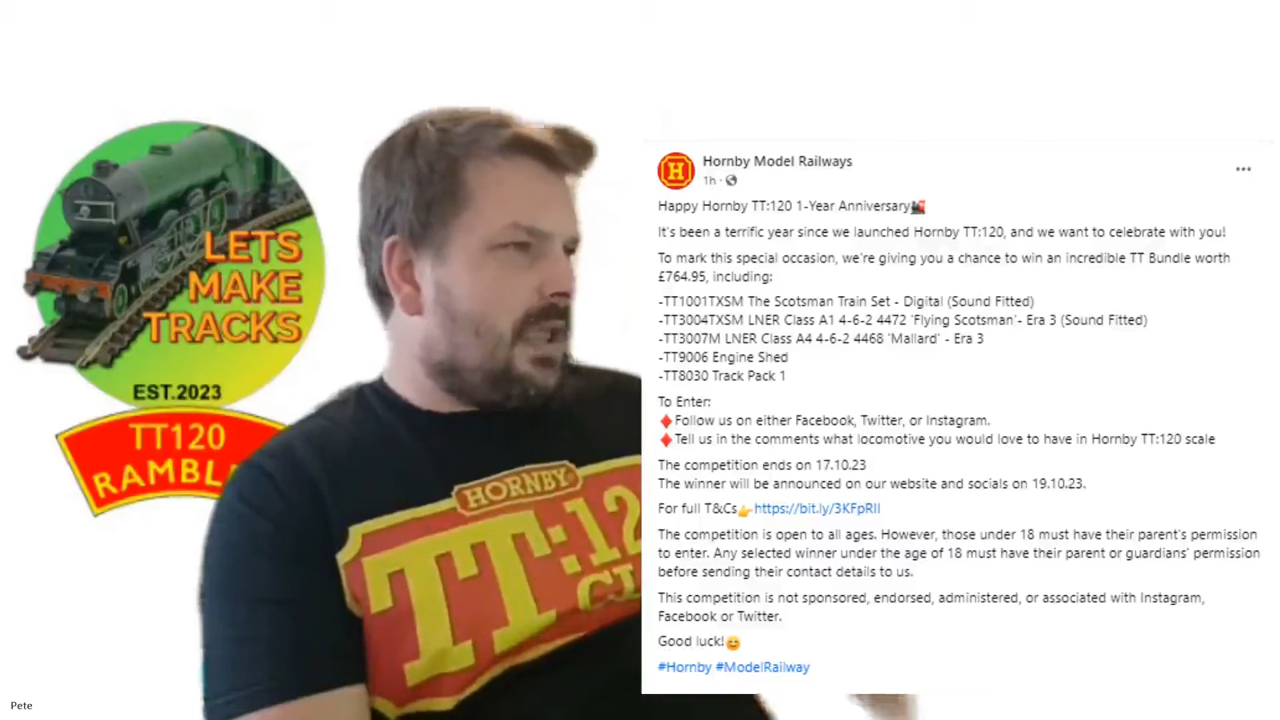 LETS
MAKE
TRACKS
EST.2023
TT120
HORNBY
TT:12
Hornby Model Railways
1h
Happy Hornby TT:120 1-Year Anniversary🚂
It's been a terrific year since we launched Hornby TT:120, and we want to celebrate with you!
To mark this special occasion, we're giving you a chance to win an incredible TT Bundle worth
£764.95, including:
-TT1001TXSM The Scotsman Train Set - Digital (Sound Fitted)
-TT3004TXSM LNER Class A1 4-6-2 4472 'Flying Scotsman'- Era 3 (Sound Fitted)
-TT3007M LNER Class A4 4-6-2 4468 'Mallard' - Era 3
-TT9006 Engine Shed
-TT8030 Track Pack 1
To Enter:
♦Follow us on either Facebook, Twitter, or Instagram.
♦Tell us in the comments what locomotive you would love to have in Hornby TT:120 scale
The competition ends on 17.10.23
The winner will be announced on our website and socials on 19.10.23.
For full T&Cs👉https://bit.ly/3KFpRlI
The competition is open to all ages. However, those under 18 must have their parent's permission
to enter. Any selected winner under the age of 18 must have their parent or guardians' permission
before sending their contact details to us.
This competition is not sponsored, endorsed, administered, or associated with Instagram,
Facebook or Twitter.
Good luck!😊
#Hornby #ModelRailway
Pete